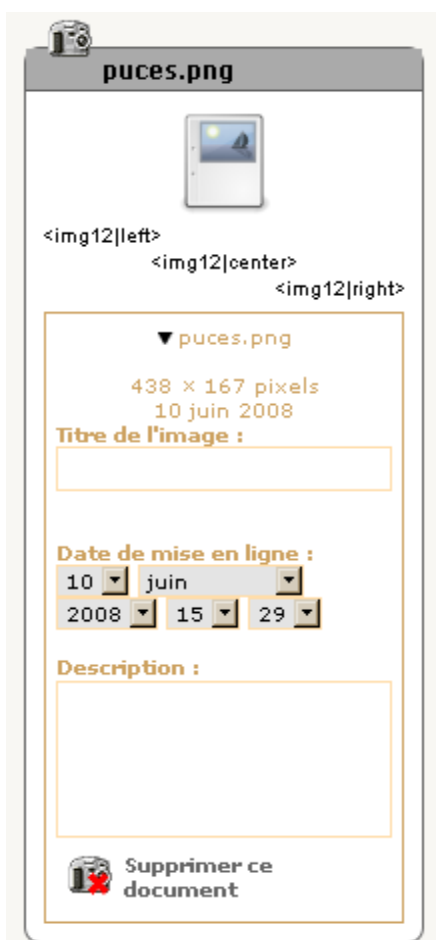 puces.png
<img12|left>
<img12|center>
<img12|right>
▼ puces.png
438 × 167 pixels
10 juin 2008
Titre de l'image :
Date de mise en ligne :
10 juin
2008 15 29
Description :
Supprimer ce
document